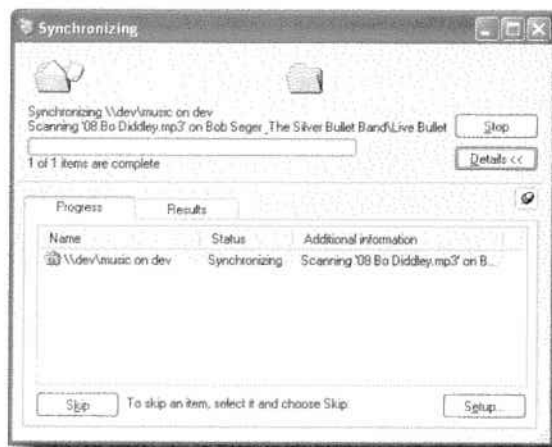 Synchronizing
Synchronizing \\dev\music on dev
Scanning '08 Bo Diddley.mp3' on Bob Seger_The Silver Bullet Band\Live Bullet
Stop
1 of 1 items are complete
Details <<
Progress Results
Name Status Additional information
\\dev\music on dev Synchronizing Scanning '08 Bo Diddley.mp3' on B...
Skip To skip an item, select it and choose Skip. Setup...